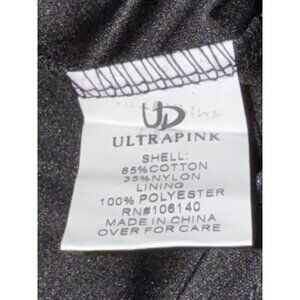 UD
ULTRAPINK
SHELL:
65%COTTON
35%NYLON
LINING
100% POLYESTER
RN#106140
MADE IN CHINA
OVER FOR CARE